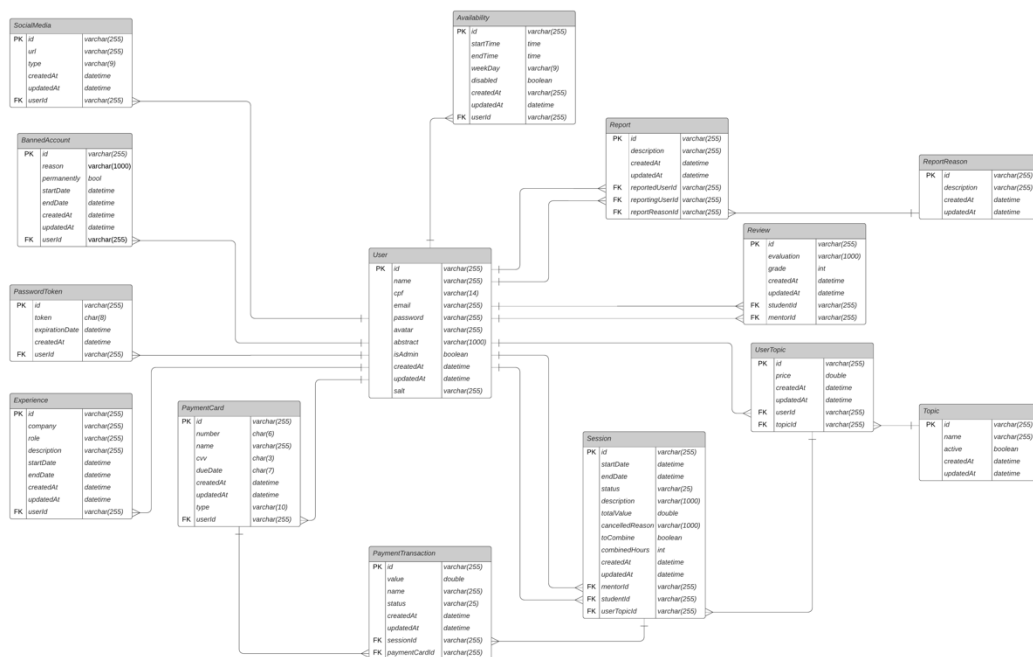 SocialMedia
PK id varchar(255)
url varchar(255)
type varchar(9)
createdAt datetime
updatedAt datetime
FK userId varchar(255)
Availability
PK id varchar(255)
startTime time
endTime time
weekDay varchar(9)
disabled boolean
createdAt varchar(255)
updatedAt datetime
FK userId varchar(255)
BannedAccount
PK id varchar(255)
reason varchar(1000)
permanently bool
startDate datetime
endDate datetime
createdAt datetime
updatedAt datetime
FK userId varchar(255)
Report
PK id varchar(255)
description varchar(255)
createdAt datetime
updatedAt datetime
FK reportedUserId varchar(255)
FK reportingUserId varchar(255)
FK reportReasonId varchar(255)
ReportReason
PK id varchar(255)
description varchar(255)
createdAt datetime
updatedAt datetime
User
PK id varchar(255)
name varchar(255)
cpf varchar(14)
email varchar(255)
password varchar(255)
avatar varchar(255)
abstract varchar(1000)
isAdmin boolean
createdAt datetime
updatedAt datetime
salt varchar(255)
Review
PK id varchar(255)
evaluation varchar(1000)
grade int
createdAt datetime
updatedAt datetime
FK studentId varchar(255)
FK mentorId varchar(255)
PasswordToken
PK id varchar(255)
token char(8)
expirationDate datetime
createdAt datetime
FK userId varchar(255)
UserTopic
PK id varchar(255)
price double
createdAt datetime
updatedAt datetime
FK userId varchar(255)
FK topicId varchar(255)
Experience
PK id varchar(255)
company varchar(255)
role varchar(255)
description varchar(255)
startDate datetime
endDate datetime
createdAt datetime
updatedAt datetime
FK userId varchar(255)
PaymentCard
PK id varchar(255)
number char(6)
name varchar(255)
cvv char(3)
dueDate char(7)
createdAt datetime
updatedAt datetime
type varchar(10)
FK userId varchar(255)
Topic
PK id varchar(255)
name varchar(255)
active boolean
createdAt datetime
updatedAt datetime
Session
PK id varchar(255)
startDate datetime
endDate datetime
status varchar(25)
description varchar(1000)
totalValue double
cancelledReason varchar(1000)
toCombine boolean
combinedHours int
createdAt datetime
updatedAt datetime
FK mentorId varchar(255)
FK studentId varchar(255)
FK userTopicId varchar(255)
PaymentTransaction
PK id varchar(255)
value double
name varchar(255)
status varchar(25)
createdAt datetime
updatedAt datetime
FK sessionId varchar(255)
FK paymentCardId varchar(255)